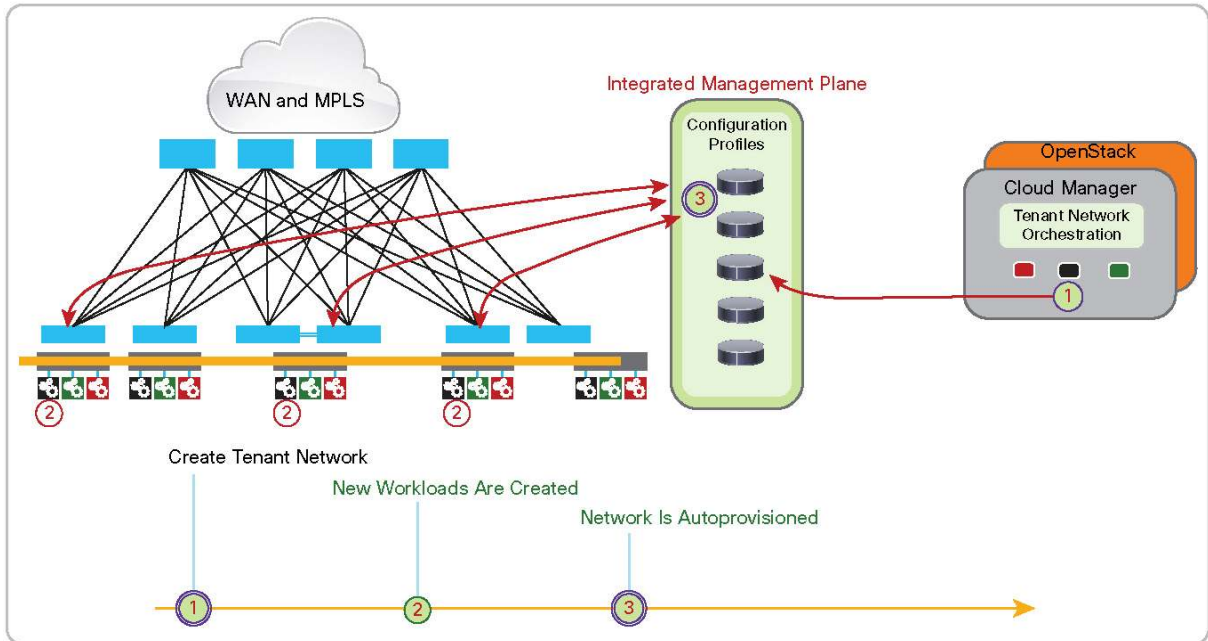 WAN and MPLS
Integrated Management Plane
Configuration
Profiles
3
OpenStack
Cloud Manager
Tenant Network
Orchestration
1
2
2
2
Create Tenant Network
New Workloads Are Created
Network Is Autoprovisioned
1
2
3